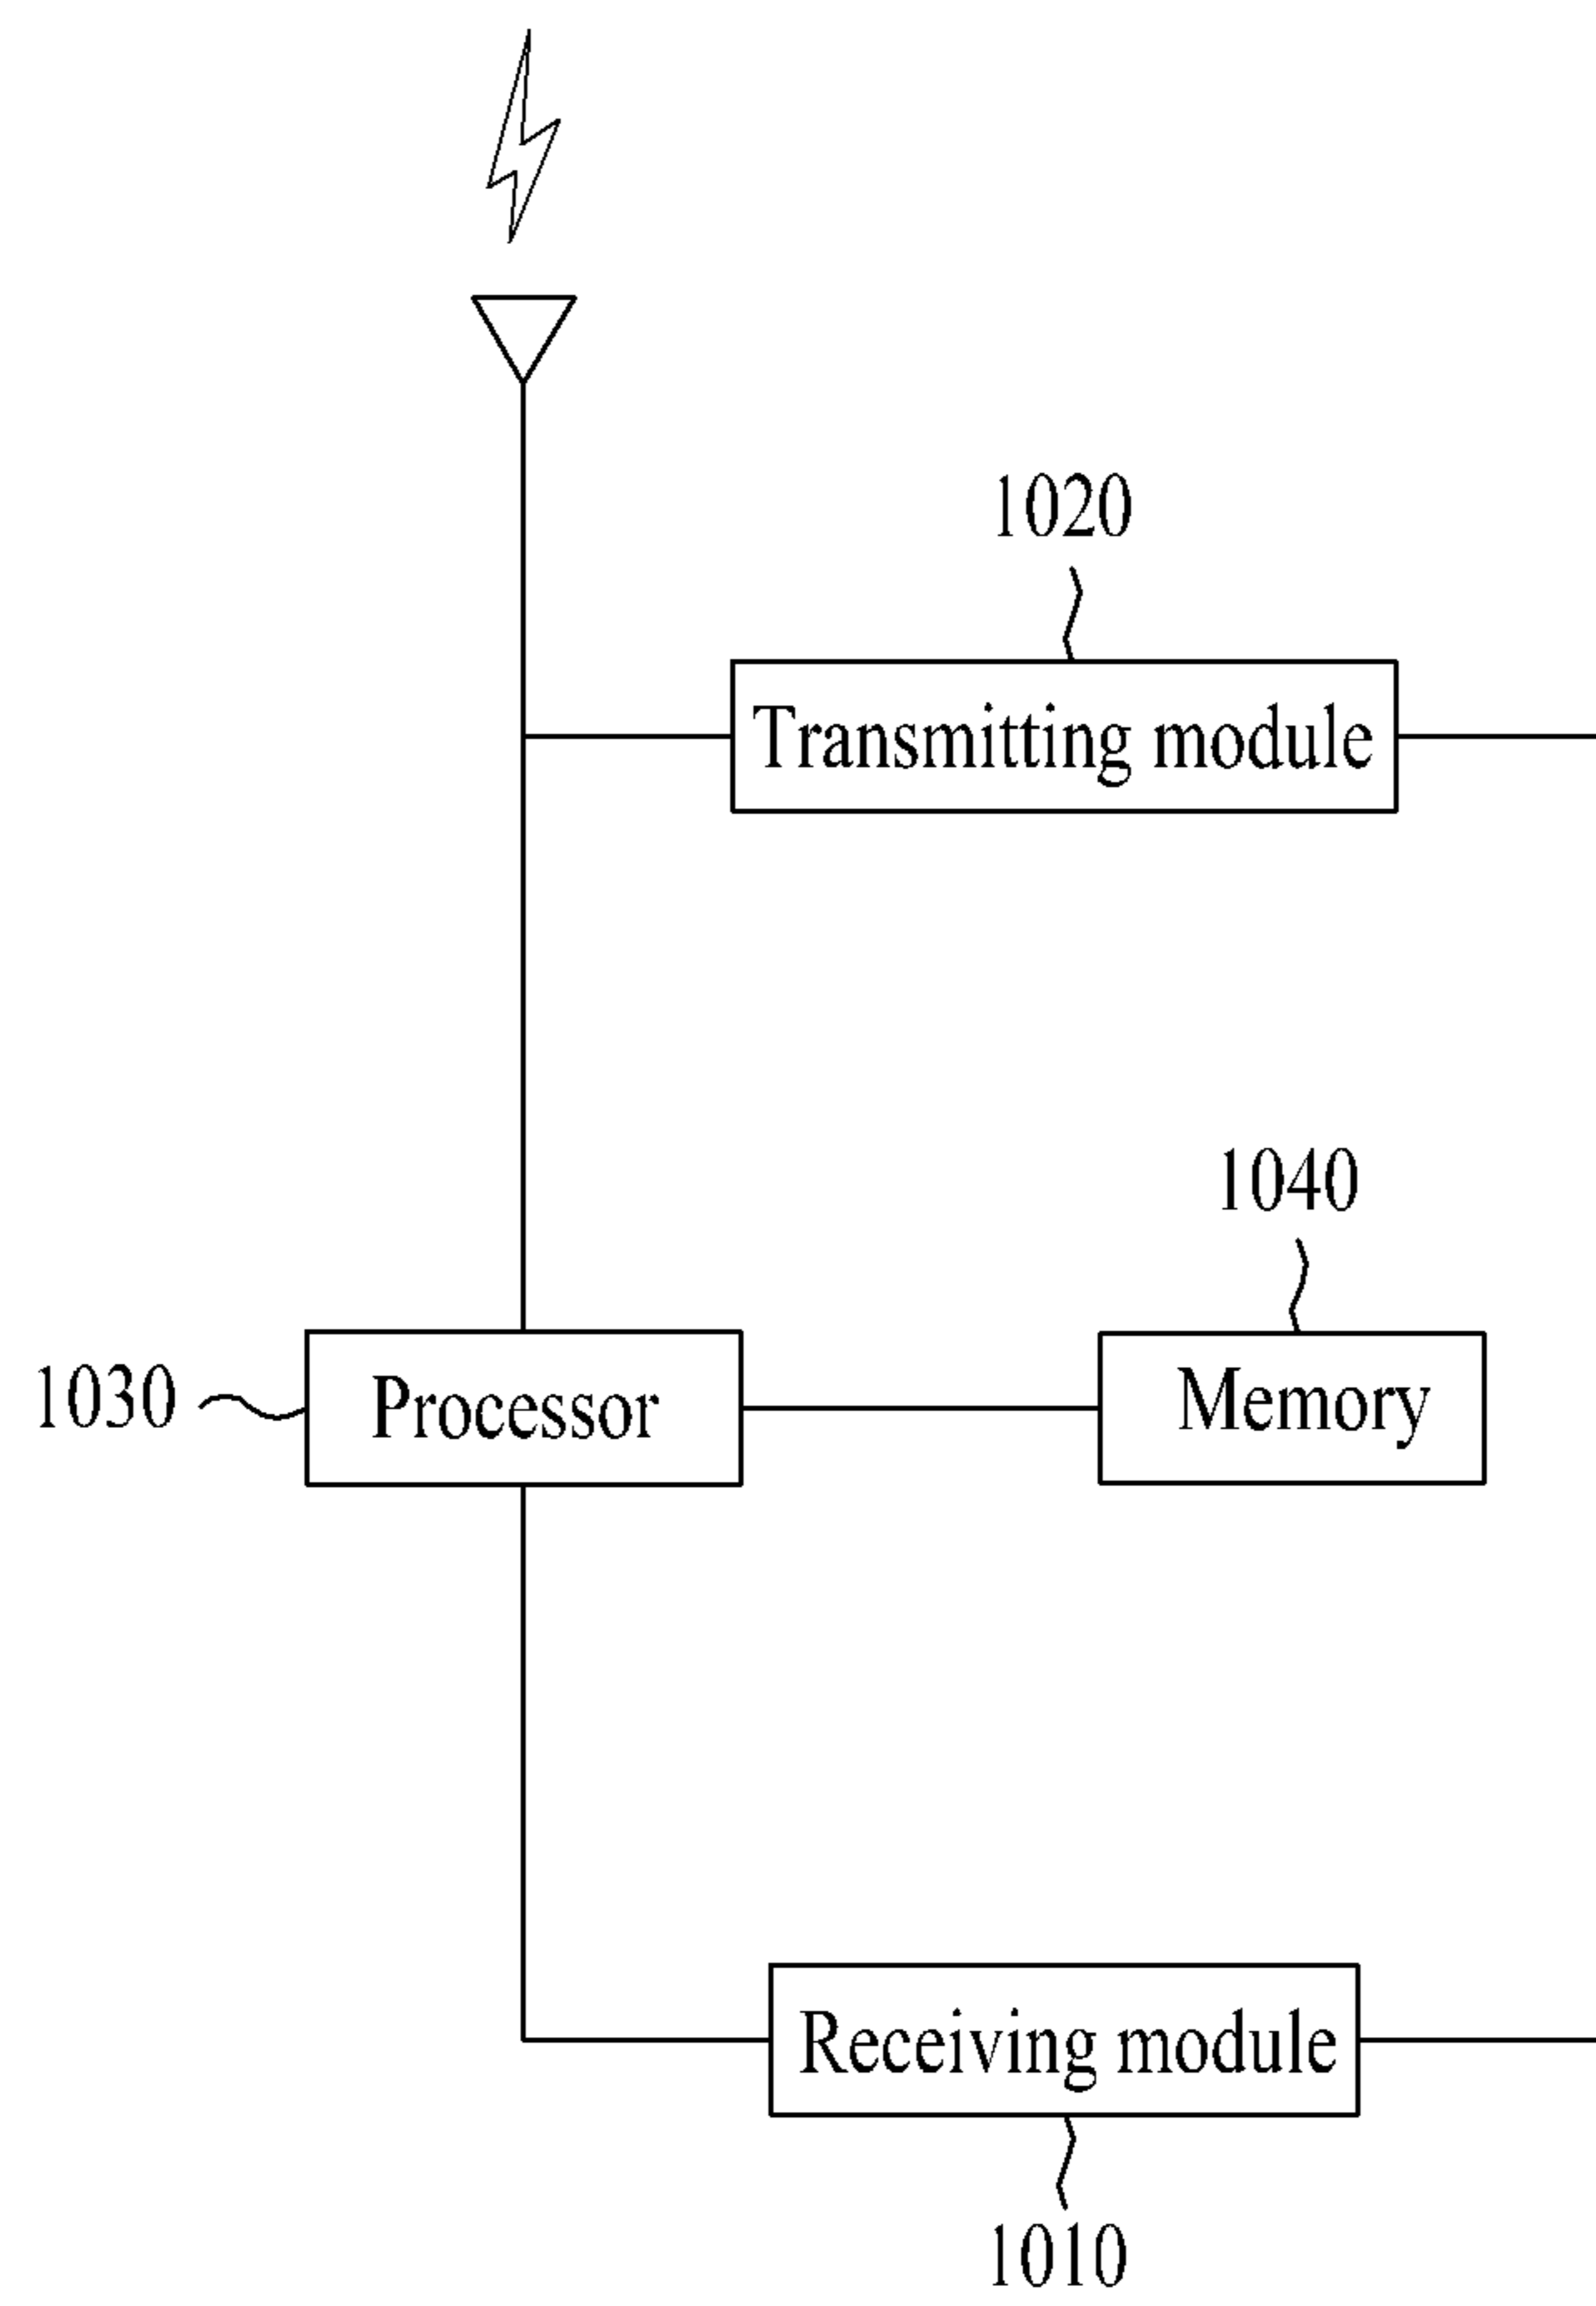 1020
Transmitting module
1040
1030
Processor
Memory
Receiving module
1010